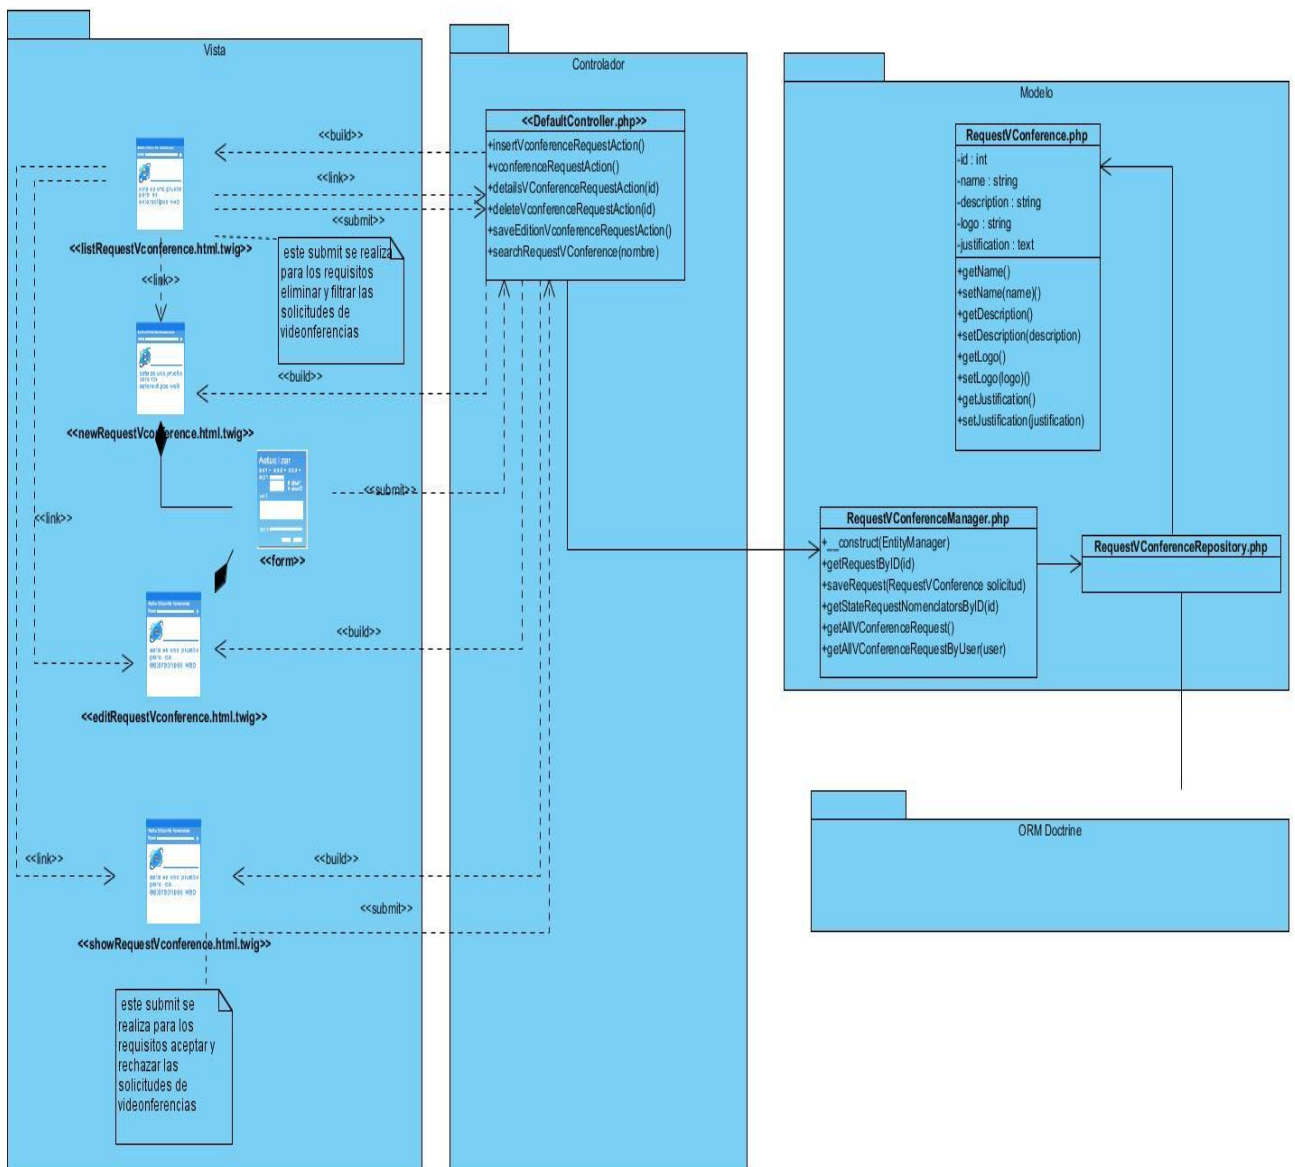 Vista
<<build>>
<<link>>
<<submit>>
<<listRequestVconference.html.twig>>
este submit se realiza
para los requisitos
eliminar y filtrar las
solicitudes de
videonferencias
<<link>>
<<build>>
<<newRequestVconference.html.twig>>
Actualizar
<<submit>>
<<form>>
<<link>>
<<build>>
<<editRequestVconference.html.twig>>
<<link>>
<<build>>
<<submit>>
<<showRequestVconference.html.twig>>
este submit se
realiza para los
requisitos aceptar y
rechazar las
solicitudes de
videonferencias
Controlador
<<DefaultController.php>>
+insertVconferenceRequestAction()
+vconferenceRequestAction()
+detailsVConferenceRequestAction(id)
+deleteVconferenceRequestAction(id)
+saveEditionVconferenceRequestAction()
+searchRequestVConference(nombre)
Modelo
RequestVConference.php
-id : int
-name : string
-description : string
-logo : string
-justification : text
+getName()
+setName(name)()
+getDescription()
+setDescription(description)
+getLogo()
+setLogo(logo)()
+getJustification()
+setJustification(justification)
RequestVConferenceManager.php
+__construct(EntityManager)
+getRequestByID(id)
+saveRequest(RequestVConference solicitud)
+getStateRequestNomenclatorsByID(id)
+getAllVConferenceRequest()
+getAllVConferenceRequestByUser(user)
RequestVConferenceRepository.php
ORM Doctrine